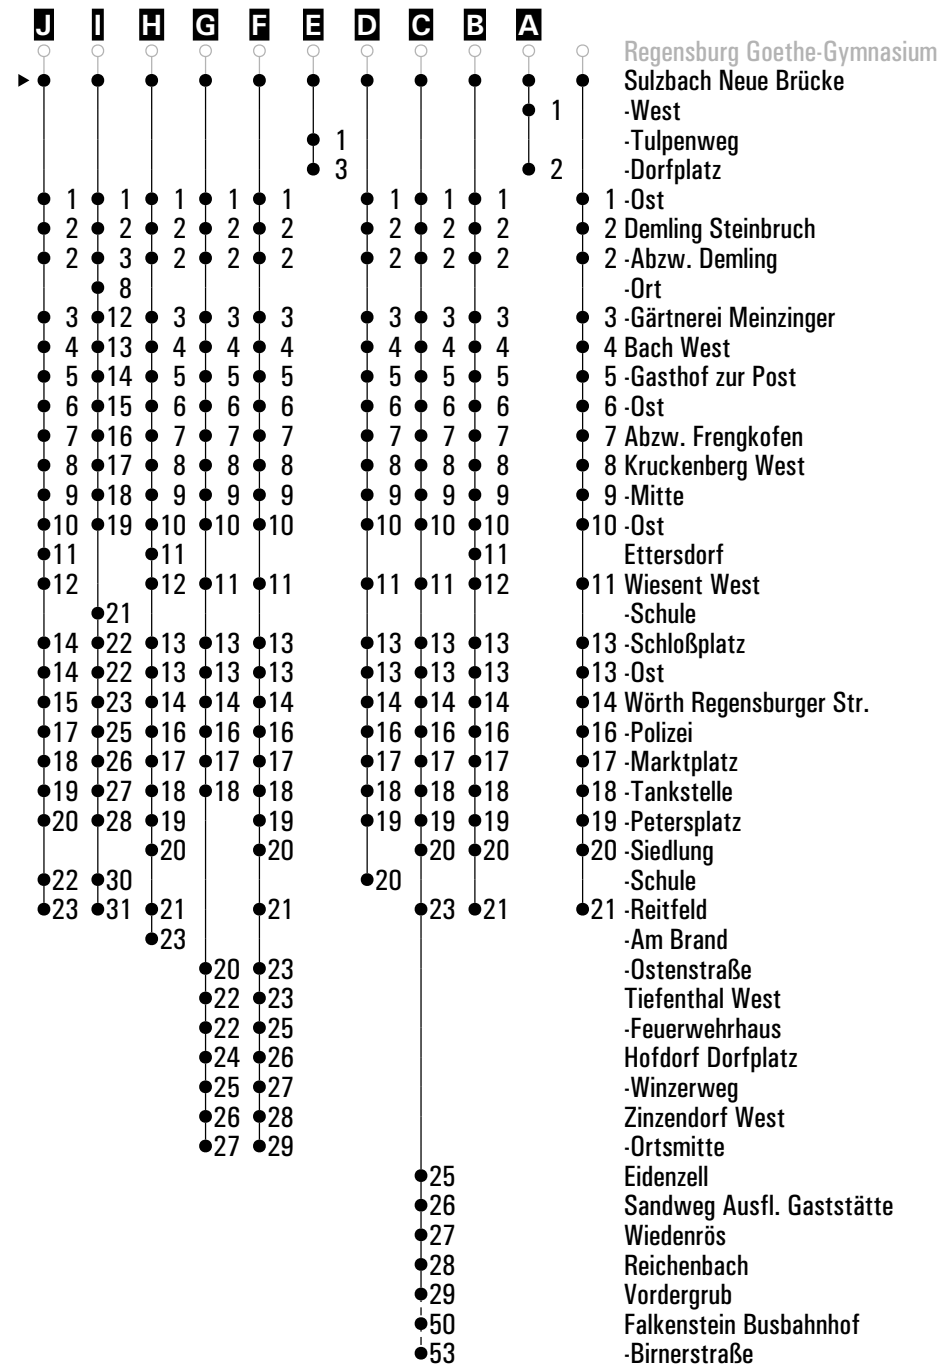 J I H G F E D C B A
Regensburg Goethe-Gymnasium
Sulzbach Neue Brücke
1 -West
1 -Tulpenweg
3 2 -Dorfplatz
1 1 1 1 1 1 1 1 1 -Ost
2 2 2 2 2 2 2 2 2 Demling Steinbruch
2 3 2 2 2 2 2 2 2 -Abzw. Demling
8 -Ort
3 12 3 3 3 3 3 3 3 -Gärtnerei Meinzinger
4 13 4 4 4 4 4 4 4 Bach West
5 14 5 5 5 5 5 5 5 -Gasthof zur Post
6 15 6 6 6 6 6 6 6 -Ost
7 16 7 7 7 7 7 7 7 Abzw. Frengkofen
8 17 8 8 8 8 8 8 8 Kruckenberg West
9 18 9 9 9 9 9 9 9 -Mitte
10 19 10 10 10 10 10 10 10 -Ost
11 11 11 Ettersdorf
12 12 11 11 11 11 12 11 Wiesent West
21 -Schule
14 22 13 13 13 13 13 13 13 -Schloßplatz
14 22 13 13 13 13 13 13 13 -Ost
15 23 14 14 14 14 14 14 14 Wörth Regensburger Str.
17 25 16 16 16 16 16 16 16 -Polizei
18 26 17 17 17 17 17 17 17 -Marktplatz
19 27 18 18 18 18 18 18 18 -Tankstelle
20 28 19 19 19 19 19 19 -Petersplatz
20 20 20 20 20 -Siedlung
22 30 20 -Schule
23 31 21 21 23 21 21 -Reitfeld
23 -Am Brand
20 23 -Ostenstraße
22 23 Tiefenthal West
22 25 -Feuerwehrhaus
24 26 Hofdorf Dorfplatz
25 27 -Winzerweg
26 28 Zinzendorf West
27 29 -Ortsmitte
25 Eidenzell
26 Sandweg Ausfl. Gaststätte
27 Wiedenrös
28 Reichenbach
29 Vordergrub
50 Falkenstein Busbahnhof
53 -Birnerstraße